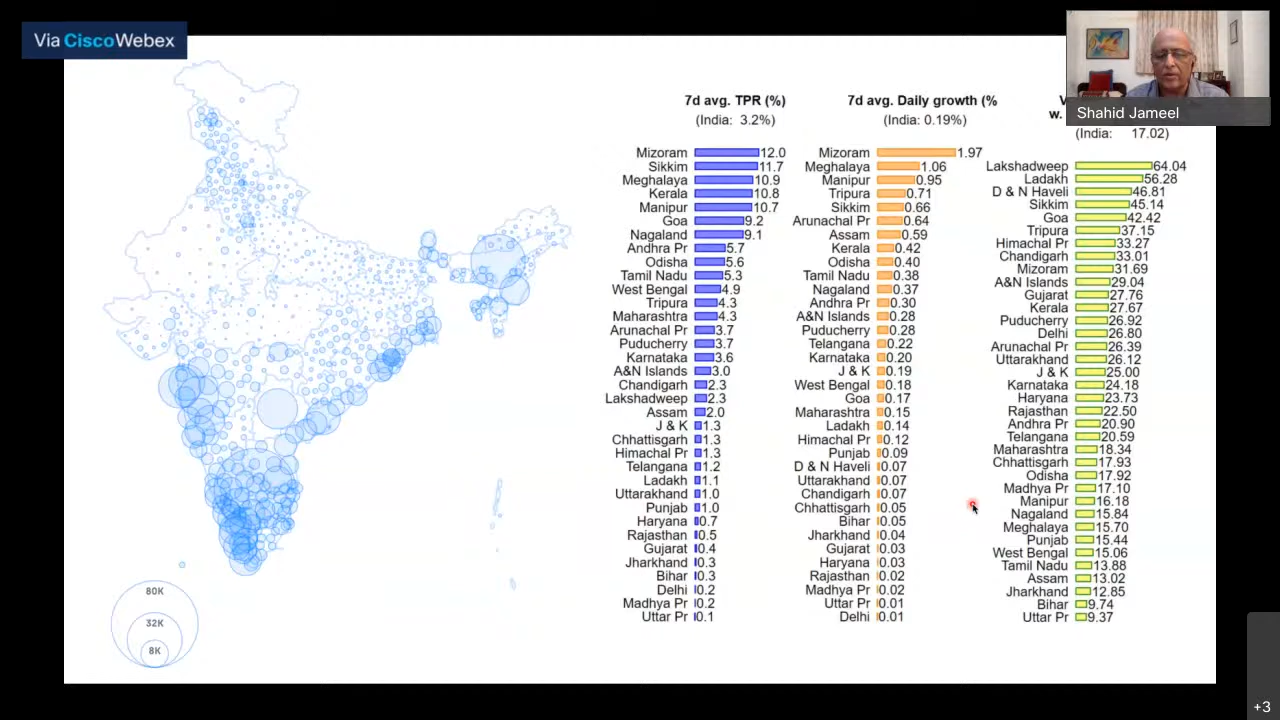 Via Cisco Webex
Shahid Jameel
7d avg. TPR (%)
(India: 3.2%)
Mizoram 12.0
Sikkim 11.7
Meghalaya 10.9
Kerala 10.8
Manipur 10.7
Goa 9.2
Nagaland 9.1
Andhra Pr 5.7
Odisha 5.6
Tamil Nadu 5.3
West Bengal 4.9
Tripura 4.3
Maharashtra 4.3
Arunachal Pr 3.7
Puducherry 3.7
Karnataka 3.6
A&N Islands 3.0
Chandigarh 2.3
Lakshadweep 2.3
Assam 2.0
J & K 1.3
Chhattisgarh 1.3
Himachal Pr 1.3
Telangana 1.2
Ladakh 1.1
Uttarakhand 1.0
Punjab 1.0
Haryana 0.7
Rajasthan 0.5
Gujarat 0.4
Jharkhand 0.3
Bihar 0.3
Delhi 0.2
Madhya Pr 0.2
Uttar Pr 0.1
7d avg. Daily growth (%
(India: 0.19%)
Mizoram 1.97
Meghalaya 1.06
Manipur 0.95
Tripura 0.71
Sikkim 0.66
Arunachal Pr 0.64
Assam 0.59
Kerala 0.42
Odisha 0.40
Tamil Nadu 0.38
Nagaland 0.37
Andhra Pr 0.30
A&N Islands 0.28
Puducherry 0.28
Telangana 0.22
Karnataka 0.20
J & K 0.19
West Bengal 0.18
Goa 0.17
Maharashtra 0.15
Ladakh 0.14
Himachal Pr 0.12
Punjab 0.09
D & N Haveli 0.07
Uttarakhand 0.07
Chandigarh 0.07
Chhattisgarh 0.05
Bihar 0.05
Jharkhand 0.04
Gujarat 0.03
Haryana 0.03
Rajasthan 0.02
Madhya Pr 0.02
Uttar Pr 0.01
Delhi 0.01
w.
(India: 17.02)
Lakshadweep 64.04
Ladakh 56.28
D & N Haveli 46.81
Sikkim 45.14
Goa 42.42
Tripura 37.15
Himachal Pr 33.27
Chandigarh 33.01
Mizoram 31.69
A&N Islands 29.04
Gujarat 27.76
Kerala 27.67
Puducherry 26.92
Delhi 26.80
Arunachal Pr 26.39
Uttarakhand 26.12
J & K 25.00
Karnataka 24.18
Haryana 23.73
Rajasthan 22.50
Andhra Pr 20.90
Telangana 20.59
Maharashtra 18.34
Chhattisgarh 17.93
Odisha 17.92
Madhya Pr 17.10
Manipur 16.18
Nagaland 15.84
Meghalaya 15.70
Punjab 15.44
West Bengal 15.06
Tamil Nadu 13.88
Assam 13.02
Jharkhand 12.85
Bihar 9.74
Uttar Pr 9.37
80K
32K
8K
+3